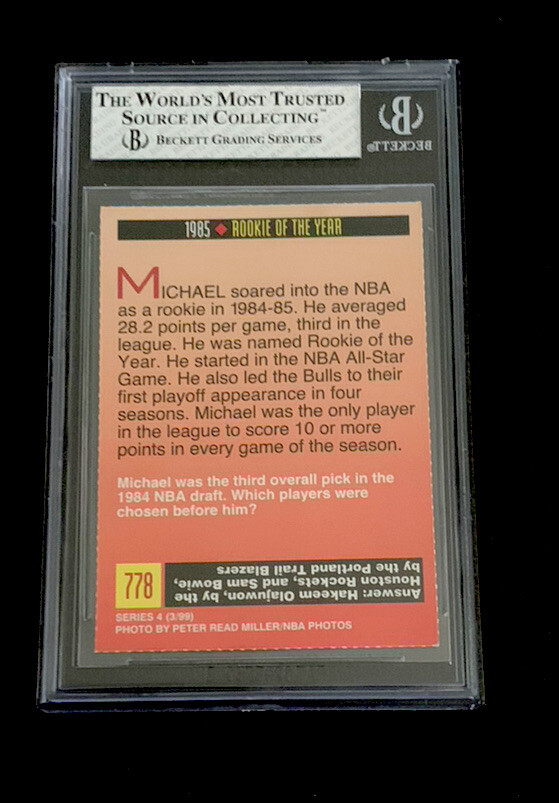 THE WORLD'S MOST TRUSTED
SOURCE IN COLLECTING™
B BECKETT GRADING SERVICES
B
BECKETT®
1985 ◆ ROOKIE OF THE YEAR
MICHAEL soared into the NBA
as a rookie in 1984-85. He averaged
28.2 points per game, third in the
league. He was named Rookie of the
Year. He started in the NBA All-Star
Game. He also led the Bulls to their
first playoff appearance in four
seasons. Michael was the only player
in the league to score 10 or more
points in every game of the season.
Michael was the third overall pick in the
1984 NBA draft. Which players were
chosen before him?
778
Answer: Hakeem Olajuwon, by the
Houston Rockets, and Sam Bowie,
by the Portland Trail Blazers
SERIES 4 (3/99)
PHOTO BY PETER READ MILLER/NBA PHOTOS